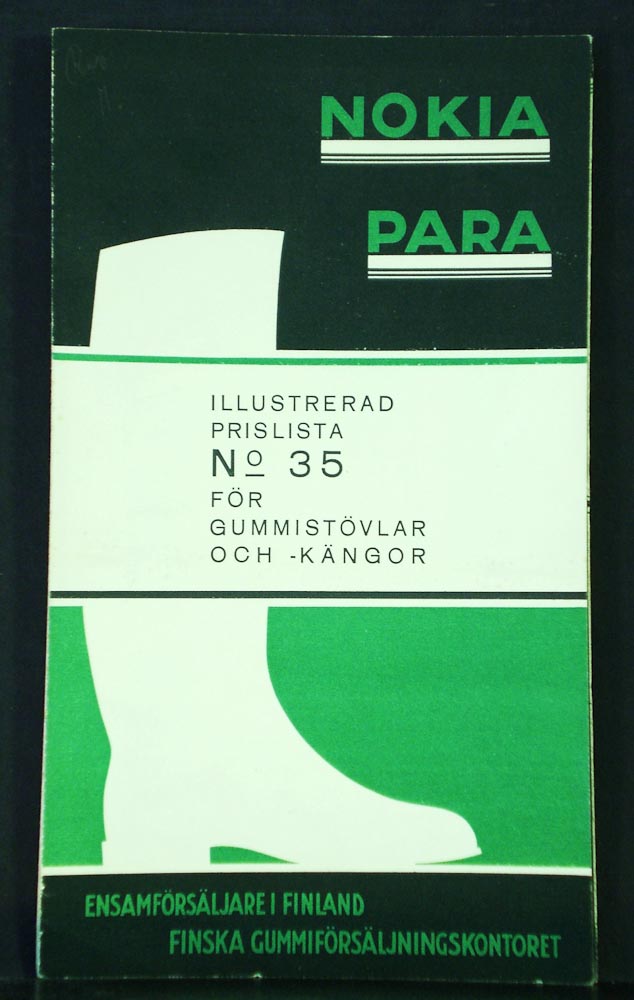 NOKIA
PARA
ILLUSTRERAD
PRISLISTA
Nº 35
FÖR
GUMMISTÖVLAR
OCH -KÄNGOR
ENSAMFÖRSÄLJARE I FINLAND
FINSKA GUMMIFÖRSÄLJNINGSKONTORET